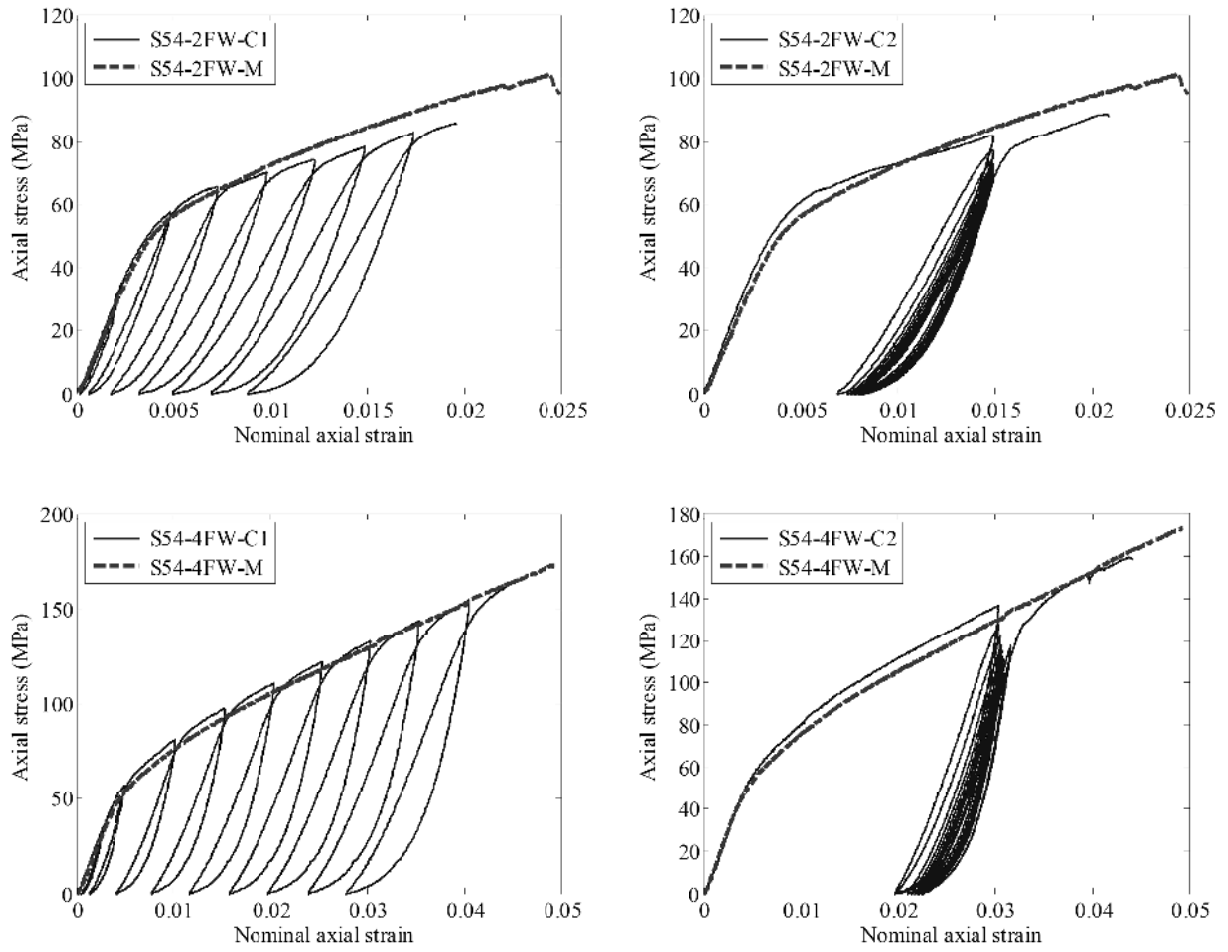 120
100
80
60
40
20
0
Axial stress (MPa)
S54-2FW-C1
S54-2FW-M
0 0.005 0.01 0.015 0.02 0.025
Nominal axial strain
120
100
80
60
40
20
0
Axial stress (MPa)
S54-2FW-C2
S54-2FW-M
0 0.005 0.01 0.015 0.02 0.025
Nominal axial strain
200
150
100
50
0
Axial stress (MPa)
S54-4FW-C1
S54-4FW-M
0 0.01 0.02 0.03 0.04 0.05
Nominal axial strain
180
160
140
120
100
80
60
40
20
0
Axial stress (MPa)
S54-4FW-C2
S54-4FW-M
0 0.01 0.02 0.03 0.04 0.05
Nominal axial strain